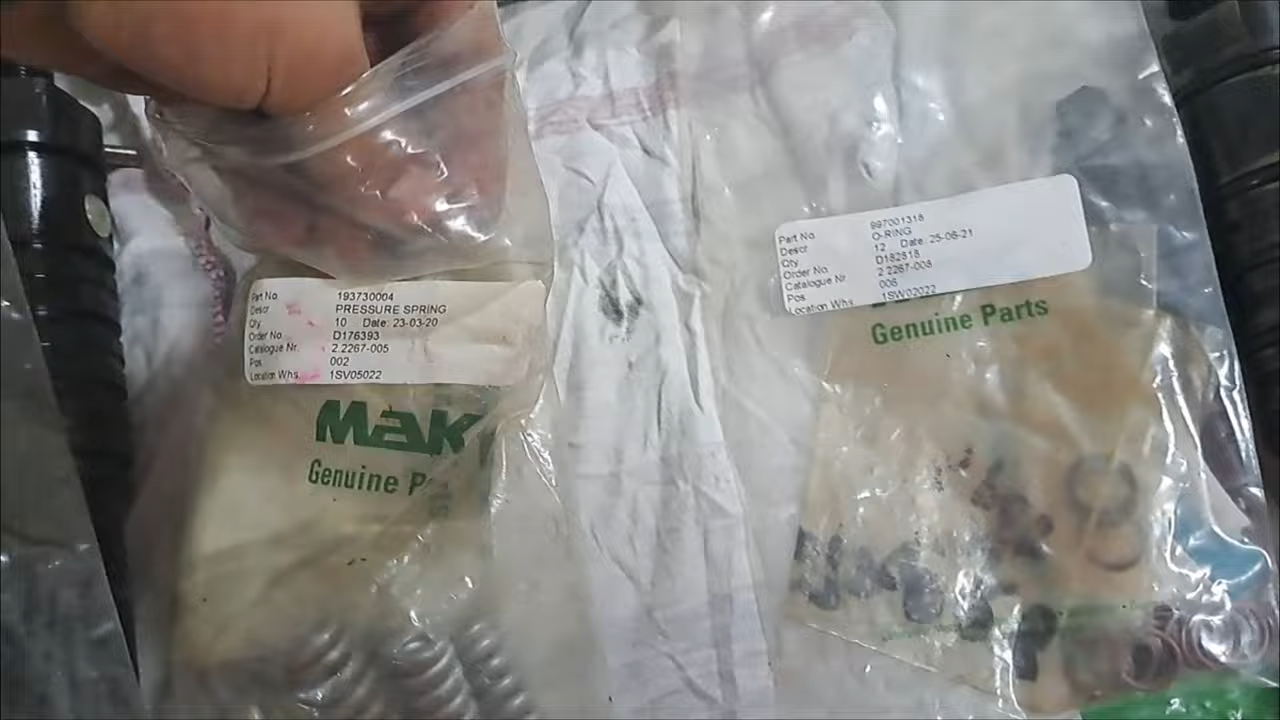 Part No. 193730004
Descr PRESSURE SPRING
Qty 10 Date: 23-03-20
Order No D176393
Catalogue Nr. 2.2267-005
Pos 002
Location Whs. 1SV05022
MAK
Genuine P
Part No 997001318
Descr O-RING
Qty 12 Date: 25-06-21
Order No. D182818
Catalogue Nr 2.2267-008
Pos 006
Location Whs 1SW02022
Genuine Parts